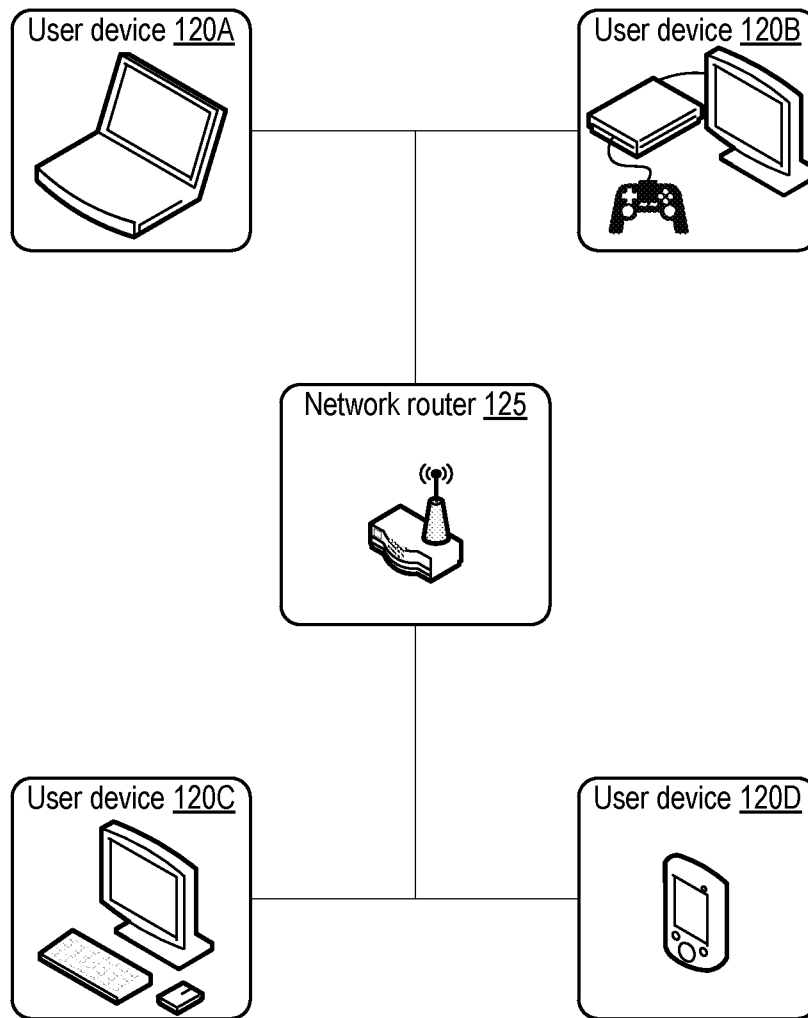 User device 120A
User device 120B
Network router 125
User device 120C
User device 120D